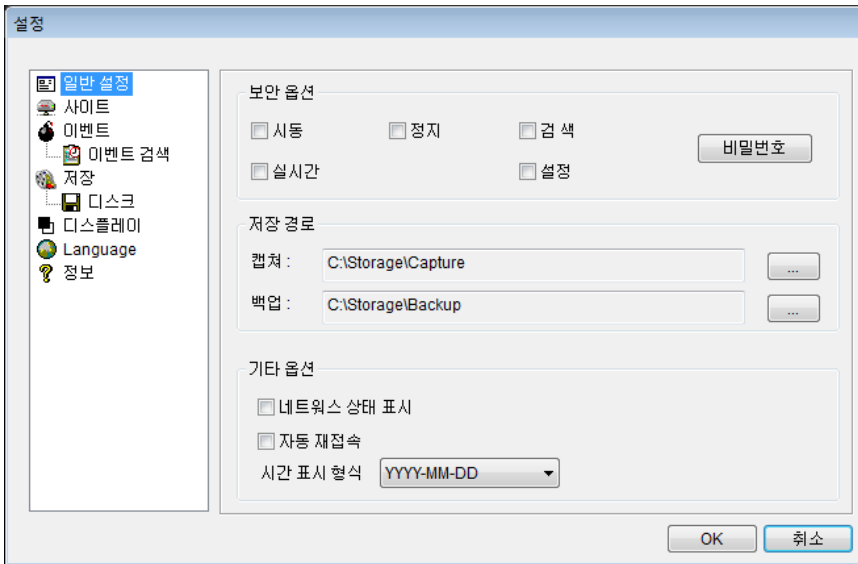 설정
일반 설정
사이트
이벤트
이벤트 검색
저장
디스크
디스플레이
Language
정보
보안 옵션
시동
정지
검 색
비밀번호
실시간
설정
저장 경로
캡쳐 :
C:\Storage\Capture
...
백업 :
C:\Storage\Backup
...
기타 옵션
네트워스 상태 표시
자동 재접속
시간 표시 형식
YYYY-MM-DD
OK
취소